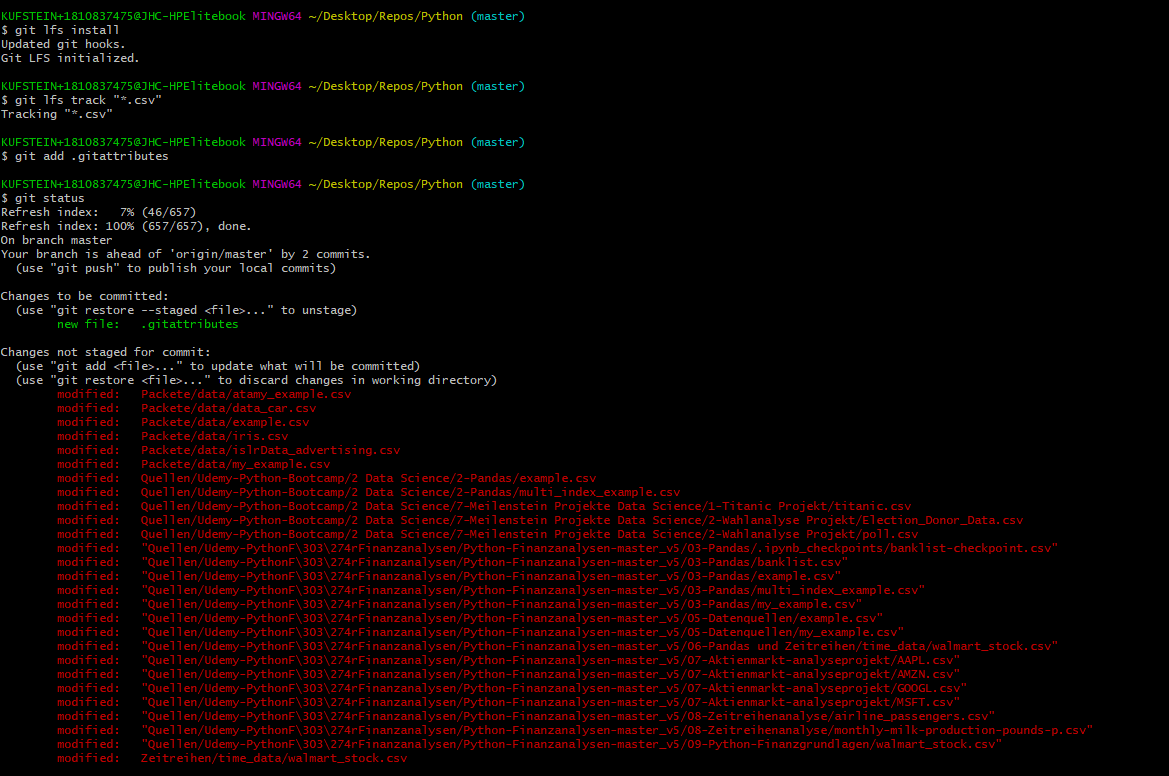 KUFSTEIN+1810837475@JHC-HPElitebook MINGW64 ~/Desktop/Repos/Python (master)
$ git lfs install
Updated git hooks.
Git LFS initialized.

KUFSTEIN+1810837475@JHC-HPElitebook MINGW64 ~/Desktop/Repos/Python (master)
$ git lfs track "*.csv"
Tracking "*.csv"

KUFSTEIN+1810837475@JHC-HPElitebook MINGW64 ~/Desktop/Repos/Python (master)
$ git add .gitattributes

KUFSTEIN+1810837475@JHC-HPElitebook MINGW64 ~/Desktop/Repos/Python (master)
$ git status
Refresh index:   7% (46/657)
Refresh index: 100% (657/657), done.
On branch master
Your branch is ahead of 'origin/master' by 2 commits.
  (use "git push" to publish your local commits)

Changes to be committed:
  (use "git restore --staged <file>..." to unstage)
        new file:   .gitattributes

Changes not staged for commit:
  (use "git add <file>..." to update what will be committed)
  (use "git restore <file>..." to discard changes in working directory)
        modified:   Packete/data/atamy_example.csv
        modified:   Packete/data/data_car.csv
        modified:   Packete/data/example.csv
        modified:   Packete/data/iris.csv
        modified:   Packete/data/islrData_advertising.csv
        modified:   Packete/data/my_example.csv
        modified:   Quellen/Udemy-Python-Bootcamp/2 Data Science/2-Pandas/example.csv
        modified:   Quellen/Udemy-Python-Bootcamp/2 Data Science/2-Pandas/multi_index_example.csv
        modified:   Quellen/Udemy-Python-Bootcamp/2 Data Science/7-Meilenstein Projekte Data Science/1-Titanic Projekt/titanic.csv
        modified:   Quellen/Udemy-Python-Bootcamp/2 Data Science/7-Meilenstein Projekte Data Science/2-Wahlanalyse Projekt/Election_Donor_Data.csv
        modified:   Quellen/Udemy-Python-Bootcamp/2 Data Science/7-Meilenstein Projekte Data Science/2-Wahlanalyse Projekt/poll.csv
        modified:   "Quellen/Udemy-PythonF\303\274rFinanzanalysen/Python-Finanzanalysen-master_v5/03-Pandas/.ipynb_checkpoints/banklist-checkpoint.csv"
        modified:   "Quellen/Udemy-PythonF\303\274rFinanzanalysen/Python-Finanzanalysen-master_v5/03-Pandas/banklist.csv"
        modified:   "Quellen/Udemy-PythonF\303\274rFinanzanalysen/Python-Finanzanalysen-master_v5/03-Pandas/example.csv"
        modified:   "Quellen/Udemy-PythonF\303\274rFinanzanalysen/Python-Finanzanalysen-master_v5/03-Pandas/multi_index_example.csv"
        modified:   "Quellen/Udemy-PythonF\303\274rFinanzanalysen/Python-Finanzanalysen-master_v5/03-Pandas/my_example.csv"
        modified:   "Quellen/Udemy-PythonF\303\274rFinanzanalysen/Python-Finanzanalysen-master_v5/05-Datenquellen/example.csv"
        modified:   "Quellen/Udemy-PythonF\303\274rFinanzanalysen/Python-Finanzanalysen-master_v5/05-Datenquellen/my_example.csv"
        modified:   "Quellen/Udemy-PythonF\303\274rFinanzanalysen/Python-Finanzanalysen-master_v5/06-Pandas und Zeitreihen/time_data/walmart_stock.csv"
        modified:   "Quellen/Udemy-PythonF\303\274rFinanzanalysen/Python-Finanzanalysen-master_v5/07-Aktienmarkt-analyseprojekt/AAPL.csv"
        modified:   "Quellen/Udemy-PythonF\303\274rFinanzanalysen/Python-Finanzanalysen-master_v5/07-Aktienmarkt-analyseprojekt/AMZN.csv"
        modified:   "Quellen/Udemy-PythonF\303\274rFinanzanalysen/Python-Finanzanalysen-master_v5/07-Aktienmarkt-analyseprojekt/GOOGL.csv"
        modified:   "Quellen/Udemy-PythonF\303\274rFinanzanalysen/Python-Finanzanalysen-master_v5/07-Aktienmarkt-analyseprojekt/MSFT.csv"
        modified:   "Quellen/Udemy-PythonF\303\274rFinanzanalysen/Python-Finanzanalysen-master_v5/08-Zeitreihenanalyse/airline_passengers.csv"
        modified:   "Quellen/Udemy-PythonF\303\274rFinanzanalysen/Python-Finanzanalysen-master_v5/08-Zeitreihenanalyse/monthly-milk-production-pounds-p.csv"
        modified:   "Quellen/Udemy-PythonF\303\274rFinanzanalysen/Python-Finanzanalysen-master_v5/09-Python-Finanzgrundlagen/walmart_stock.csv"
        modified:   Zeitreihen/time_data/walmart_stock.csv